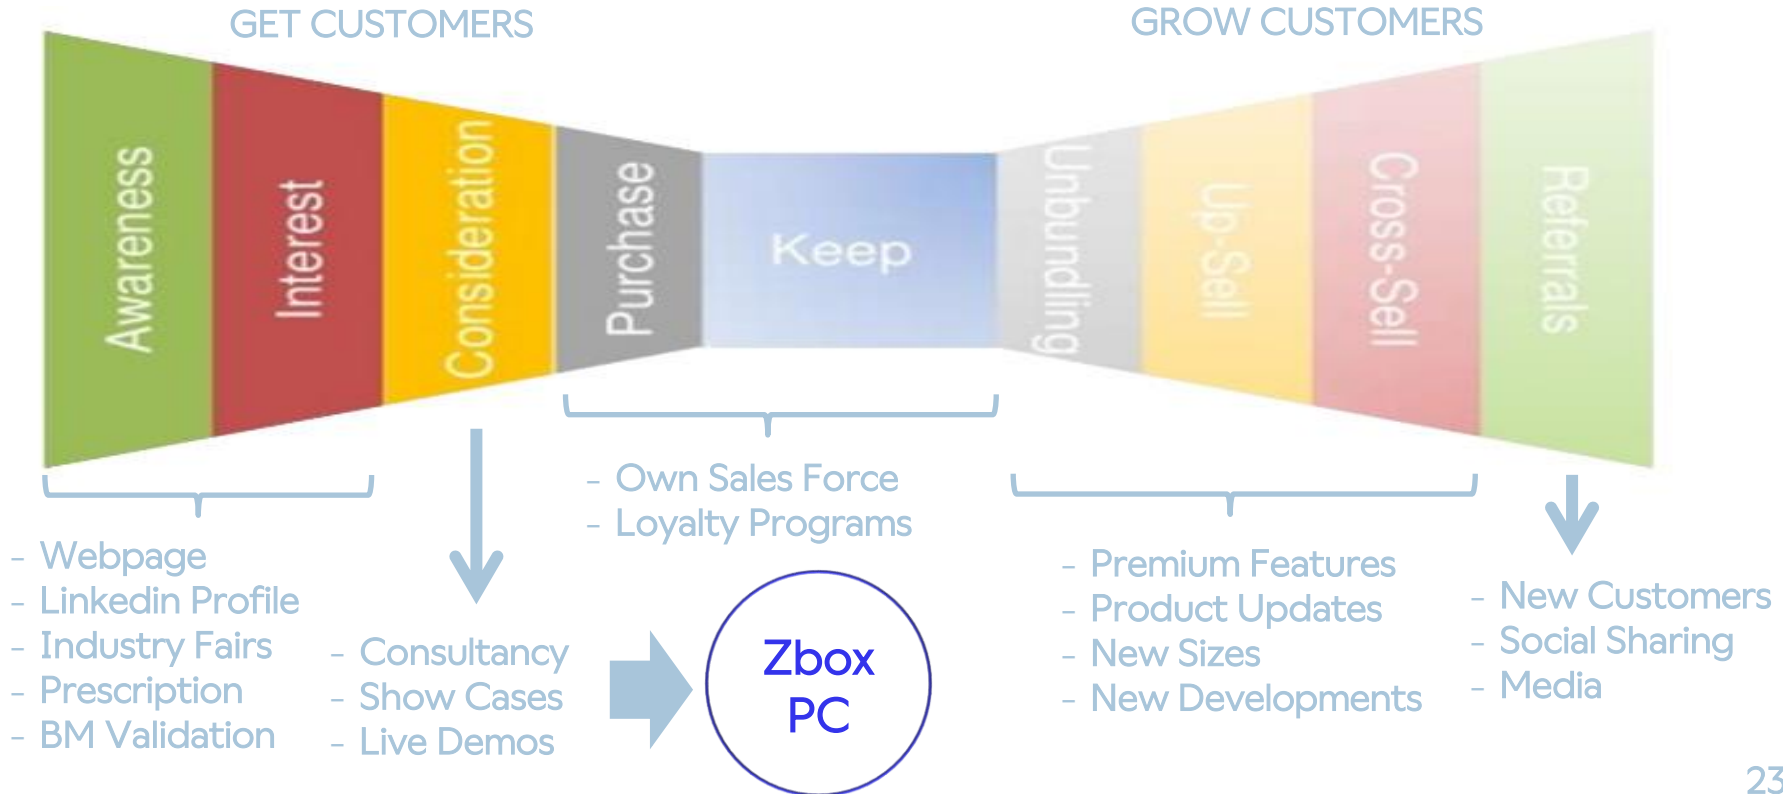 GET CUSTOMERS
GROW CUSTOMERS
Awareness
Interest
Consideration
Purchase
Keep
Unbundling
Up-Sell
Cross-Sell
Referrals
- Webpage
- Linkedin Profile
- Industry Fairs
- Prescription
- BM Validation
- Consultancy
- Show Cases
- Live Demos
- Own Sales Force
- Loyalty Programs
Zbox
PC
- Premium Features
- Product Updates
- New Sizes
- New Developments
- New Customers
- Social Sharing
- Media
23